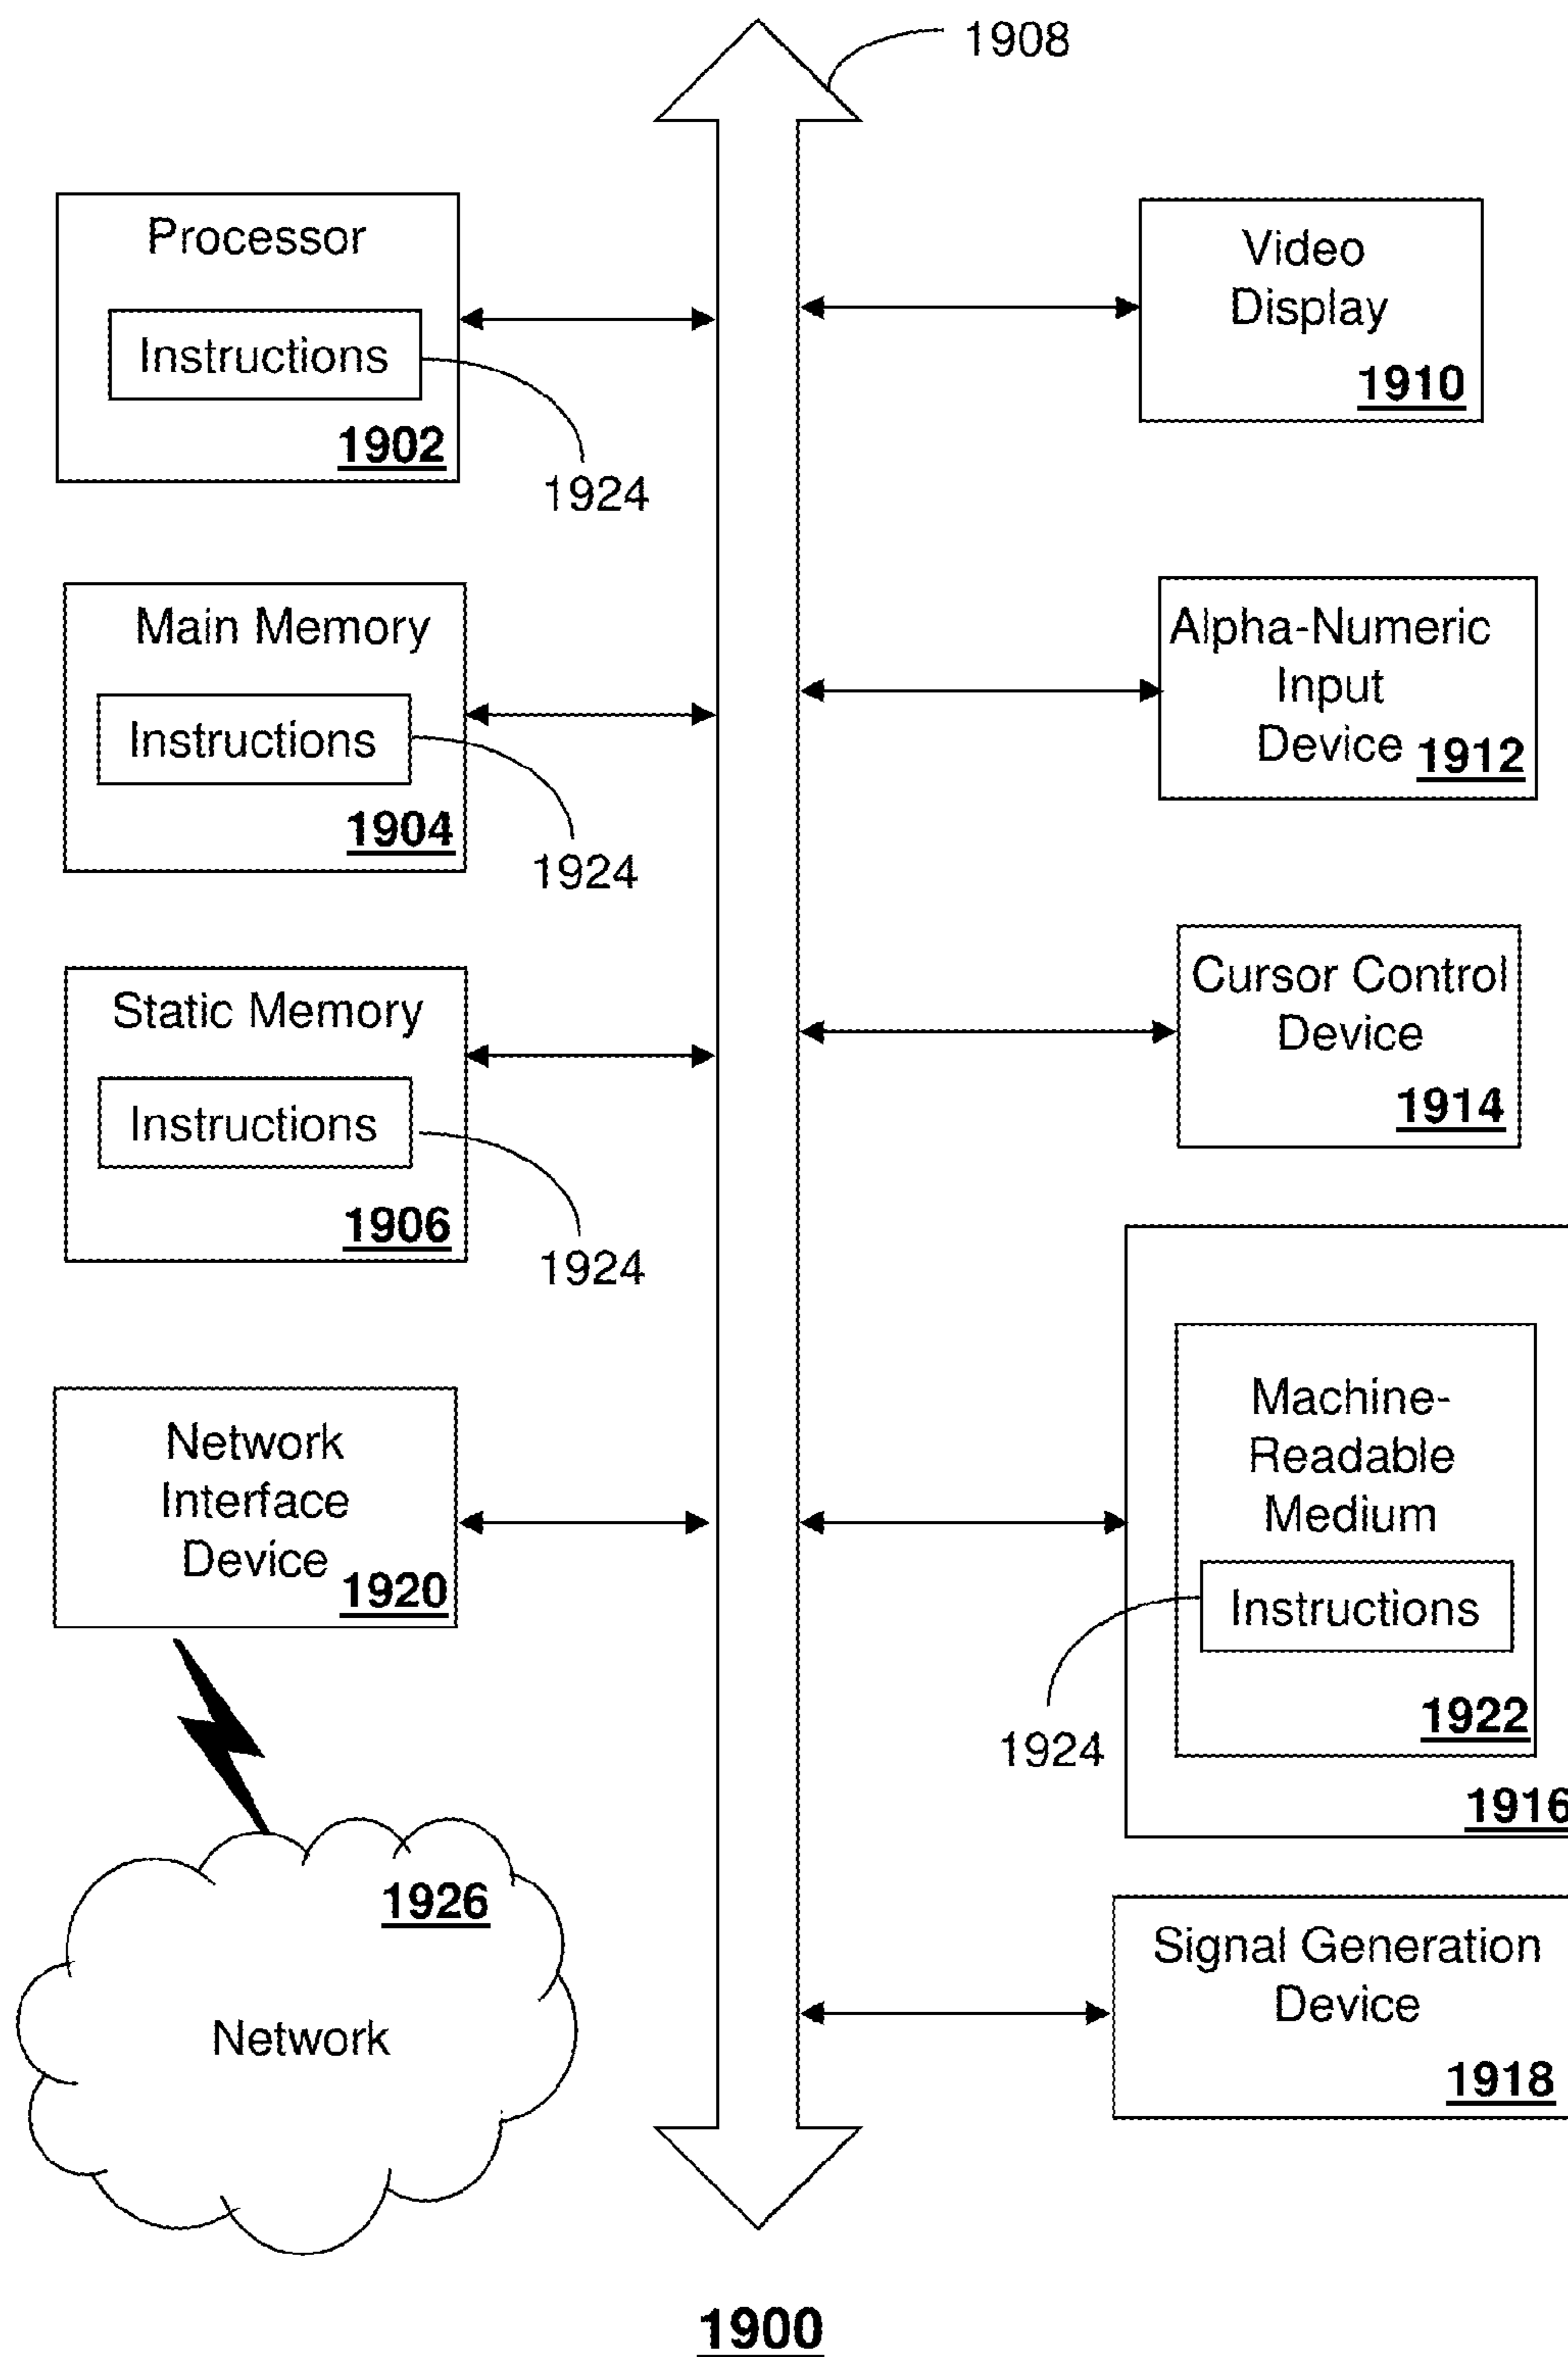 1908
Processor
Instructions
1902
1924
Main Memory
Instructions
1904
1924
Static Memory
Instructions
1906
1924
Network
Interface
Device
1920
1926
Network
Video
Display
1910
Alpha-Numeric
Input
Device 1912
Cursor Control
Device
1914
Machine-
Readable
Medium
Instructions
1924
1922
1916
Signal Generation
Device
1918
1900